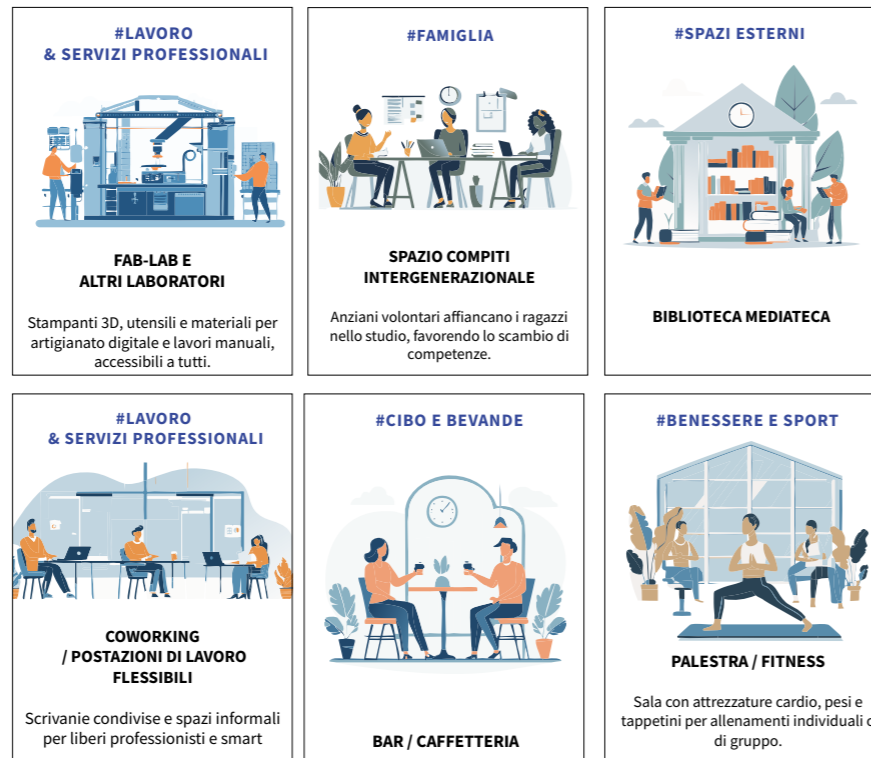 #LAVORO
& SERVIZI PROFESSIONALI
FAB-LAB E
ALTRI LABORATORI
Stampanti 3D, utensili e materiali per
artigianato digitale e lavori manuali,
accessibili a tutti.
#FAMIGLIA
SPAZIO COMPITI
INTERGENERAZIONALE
Anziani volontari affiancano i ragazzi
nello studio, favorendo lo scambio di
competenze.
#SPAZI ESTERNI
BIBLIOTECA MEDIATECA
#LAVORO
& SERVIZI PROFESSIONALI
COWORKING
/ POSTAZIONI DI LAVORO
FLESSIBILI
Scrivanie condivise e spazi informali
per liberi professionisti e smart
#CIBO E BEVANDE
BAR / CAFFETTERIA
#BENESSERE E SPORT
PALESTRA / FITNESS
Sala con attrezzature cardio, pesi e
tappetini per allenamenti individuali o
di gruppo.